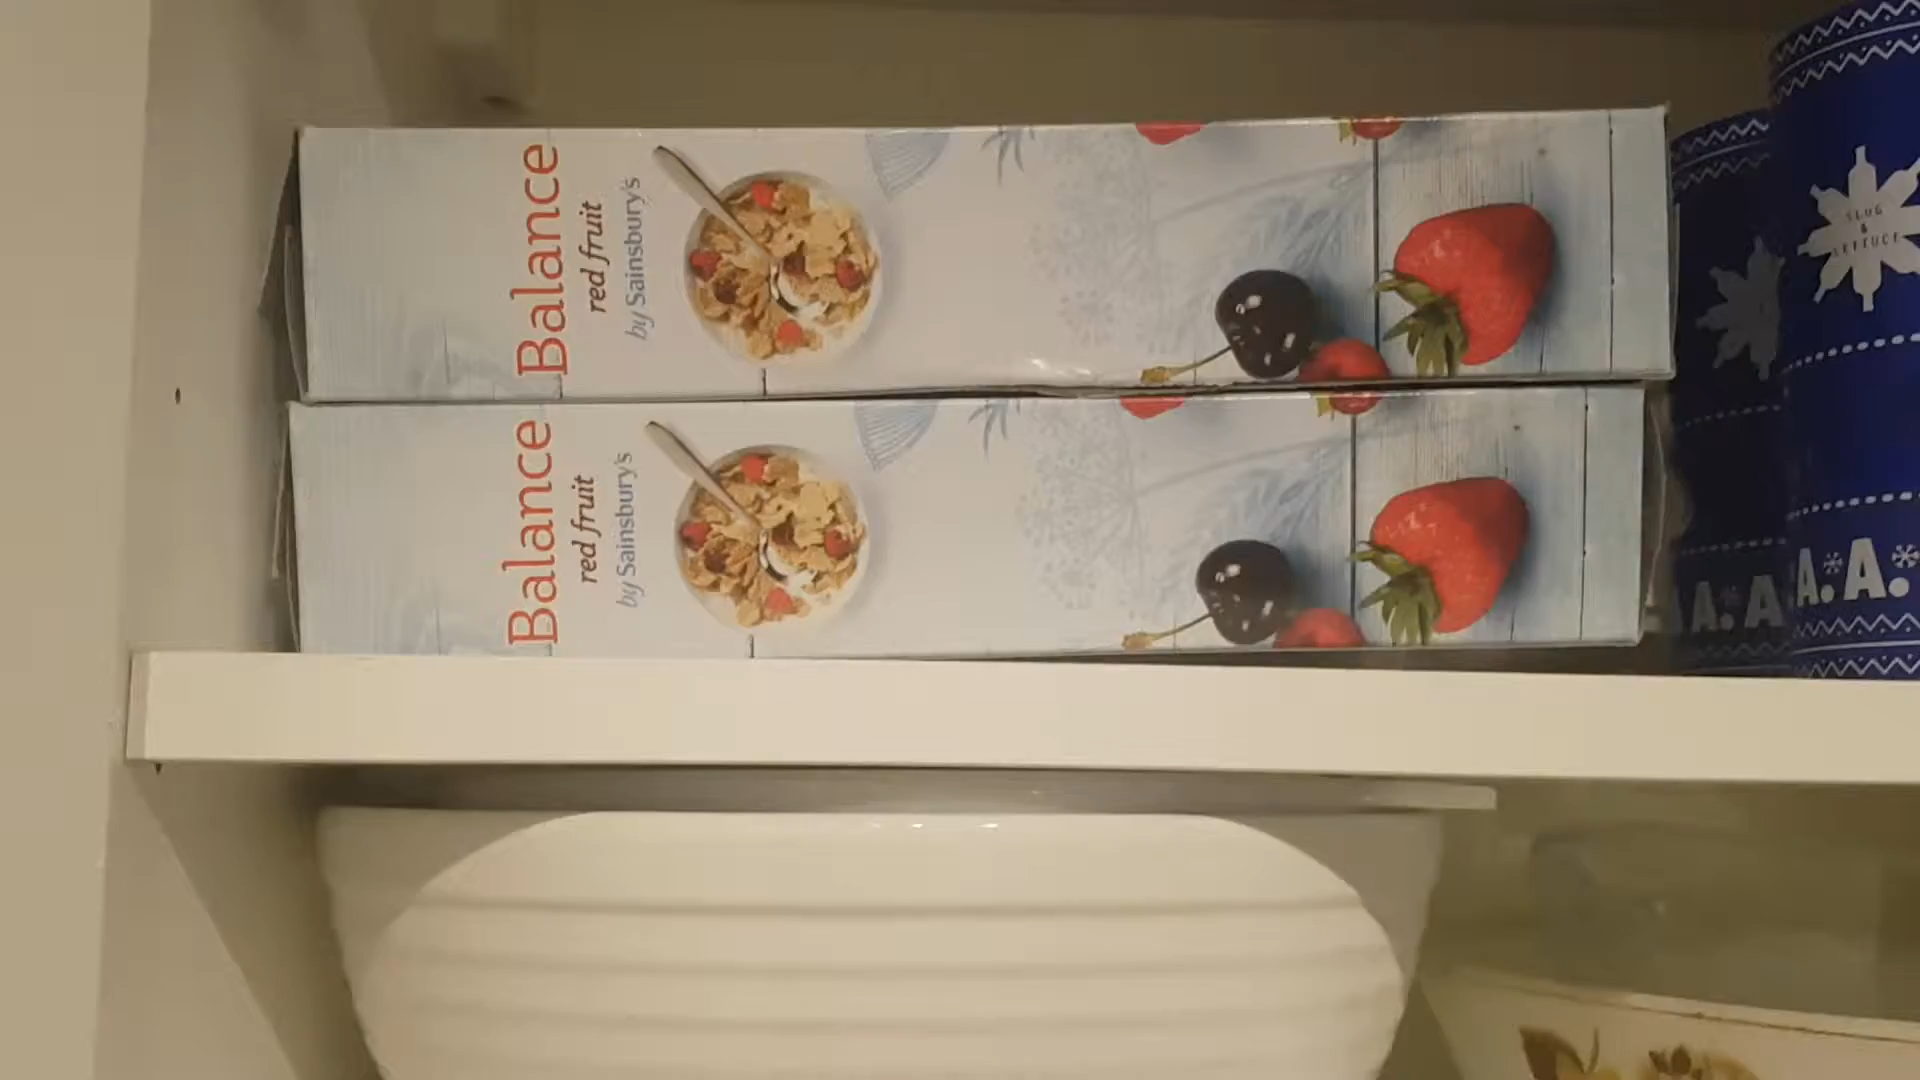 Balance
red fruit
by Sainsbury's
Balance
red fruit
by Sainsbury's
SLUG
&
LETTUCE
A.A.
A.A.